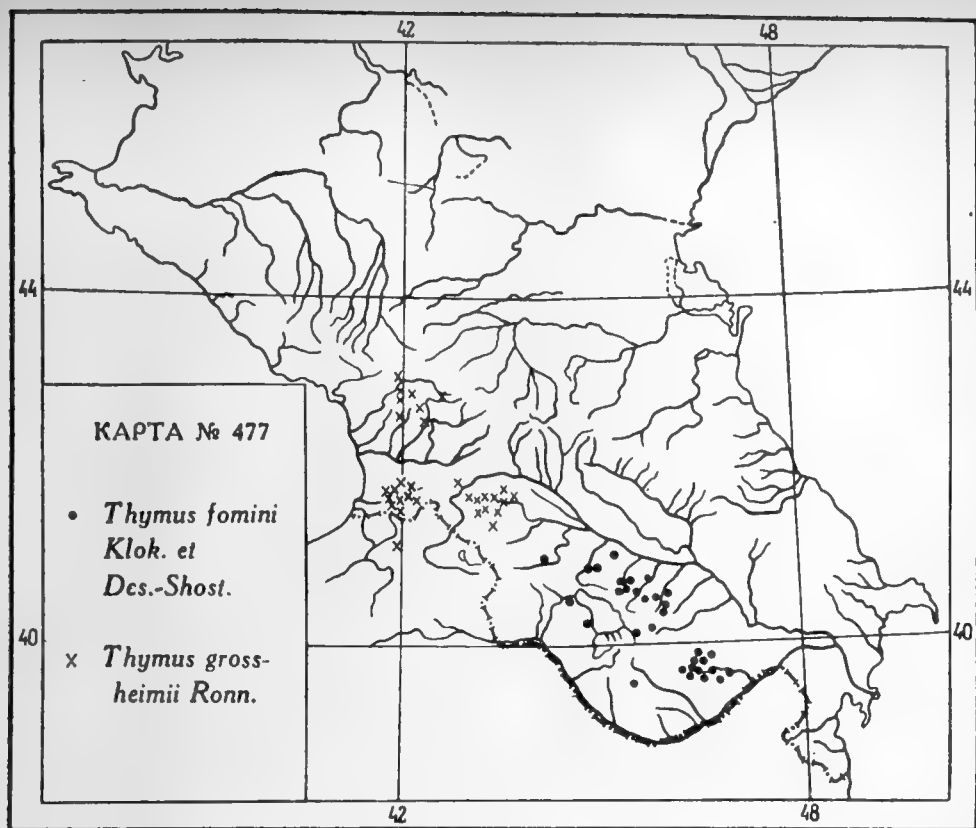 42 48
44 44
КАРТА № 477
• Thymus fomini
Klok. et
Des.-Shost.
40 40
× Thymus gross-
heimii Ronn.
42 48